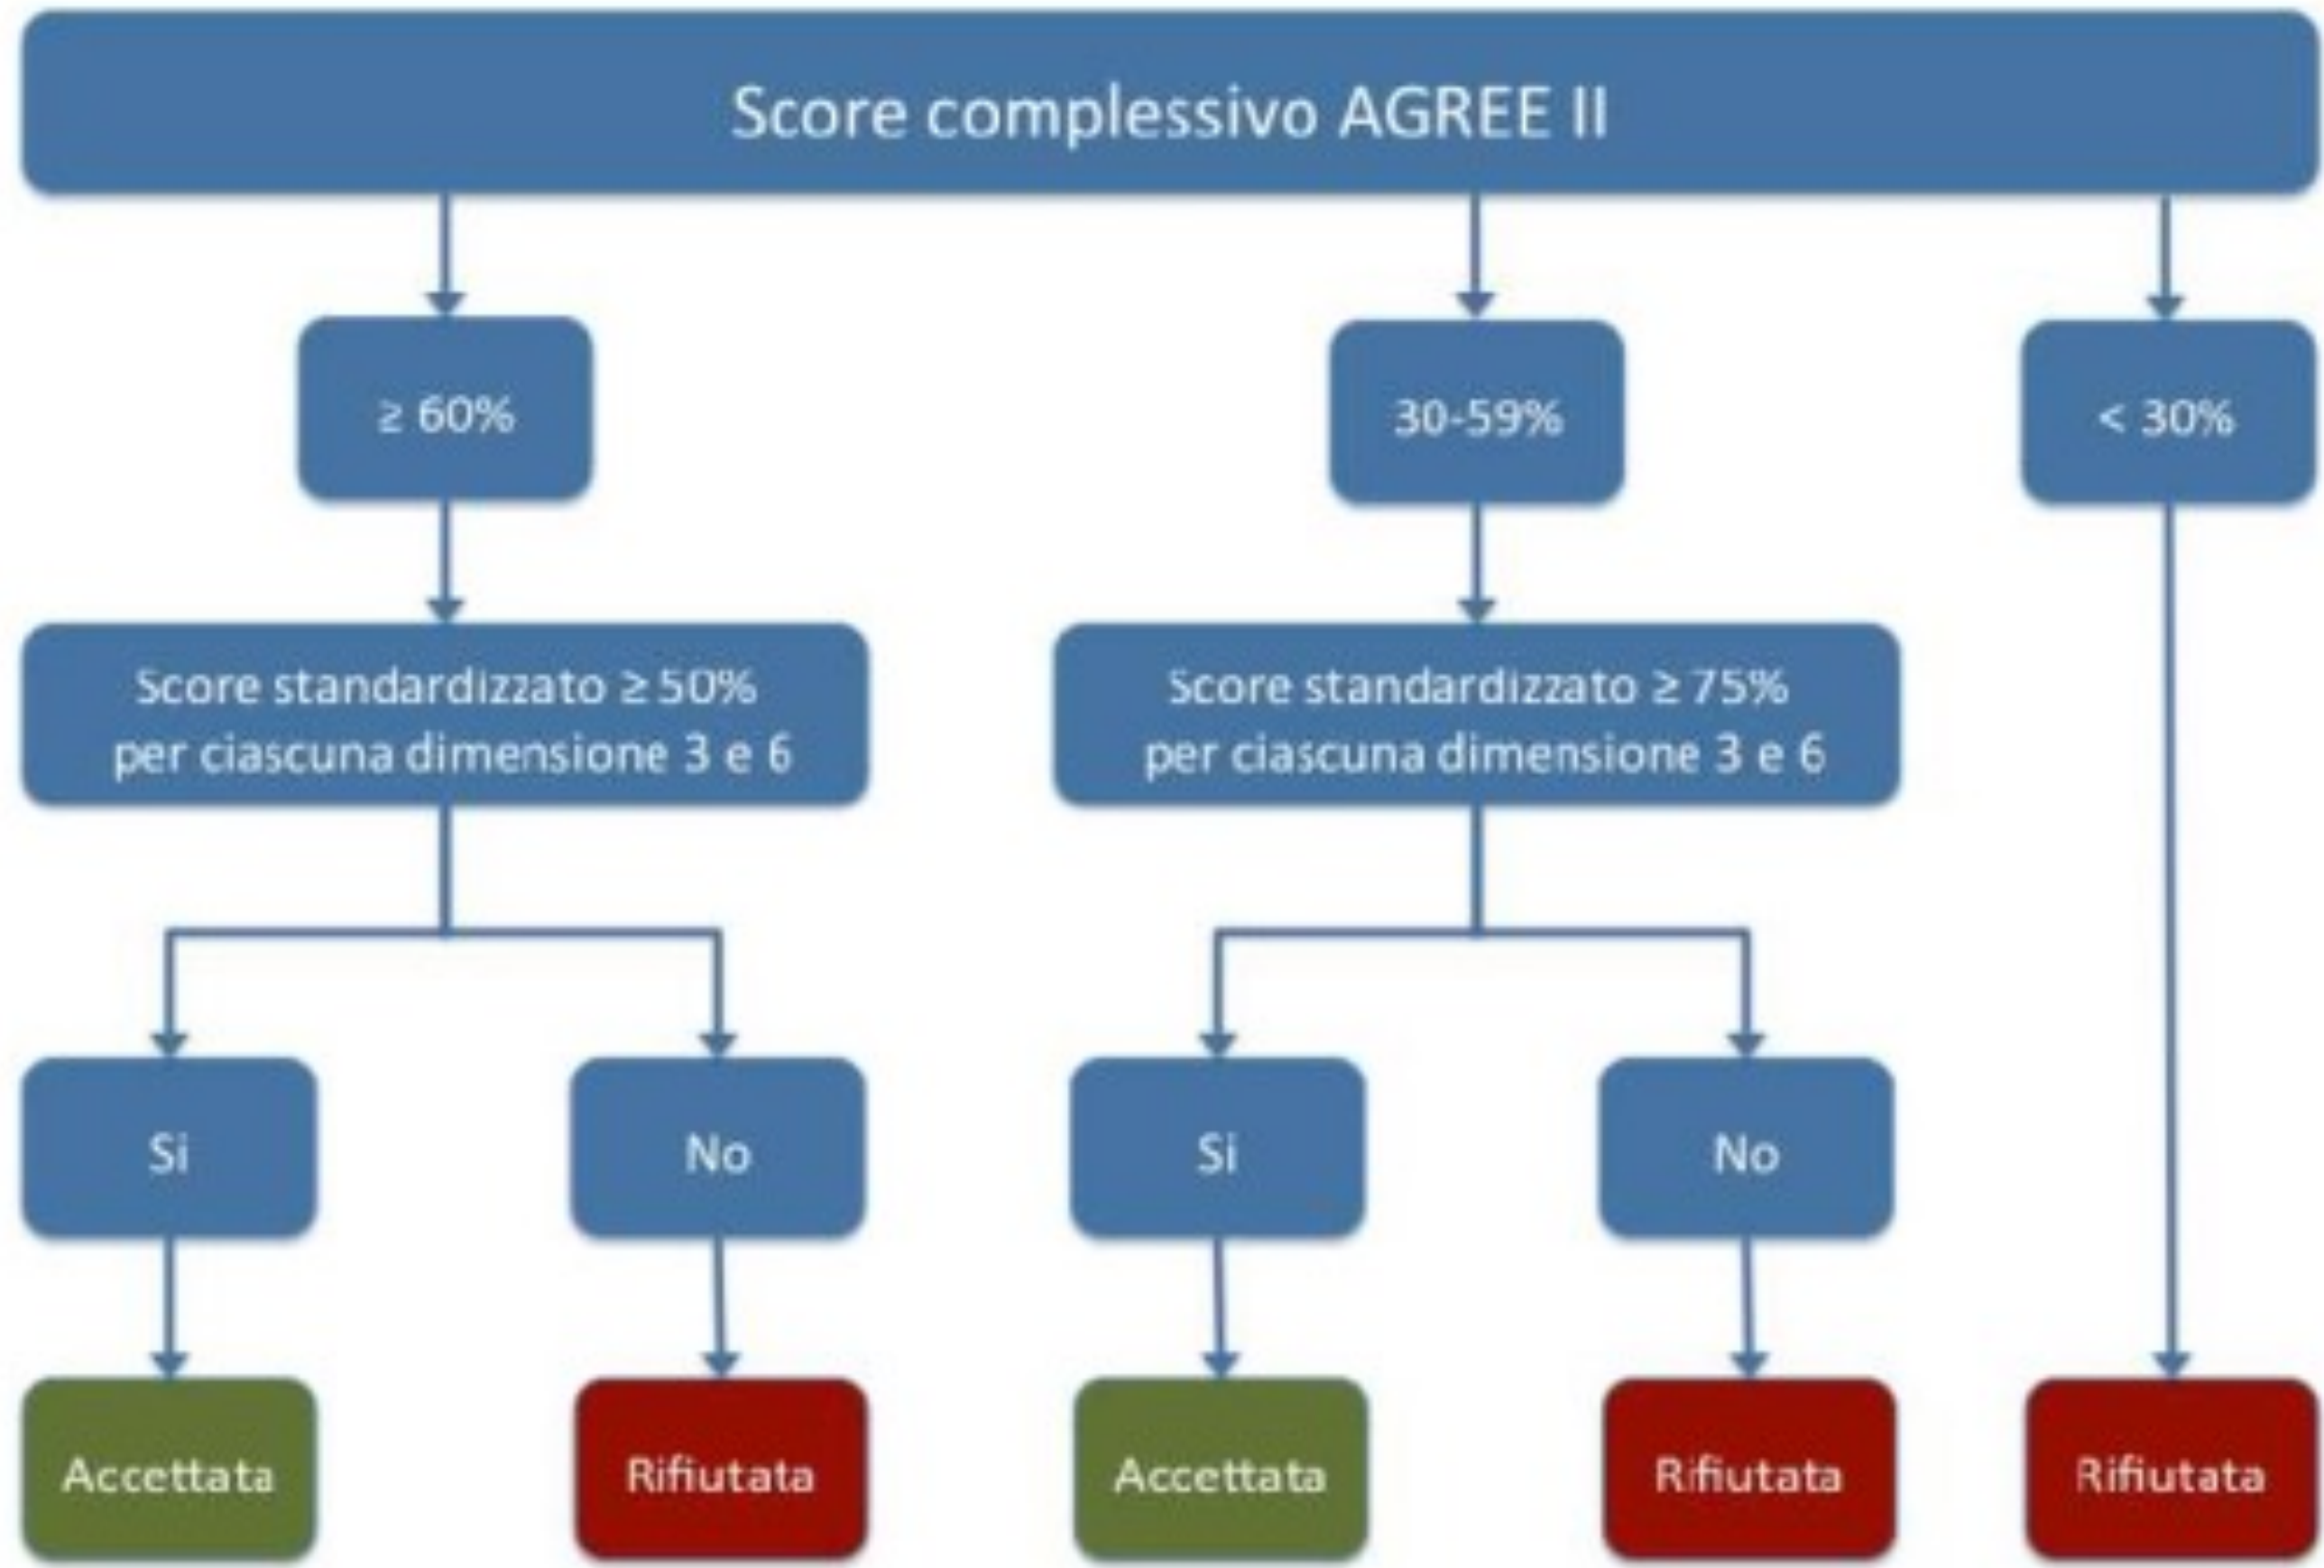 Score complessivo AGREE II
≥ 60%
30-59%
< 30%
Score standardizzato ≥ 50%
per ciascuna dimensione 3 e 6
Score standardizzato ≥ 75%
per ciascuna dimensione 3 e 6
Si
No
Si
No
Accettata
Rifiutata
Accettata
Rifiutata
Rifiutata